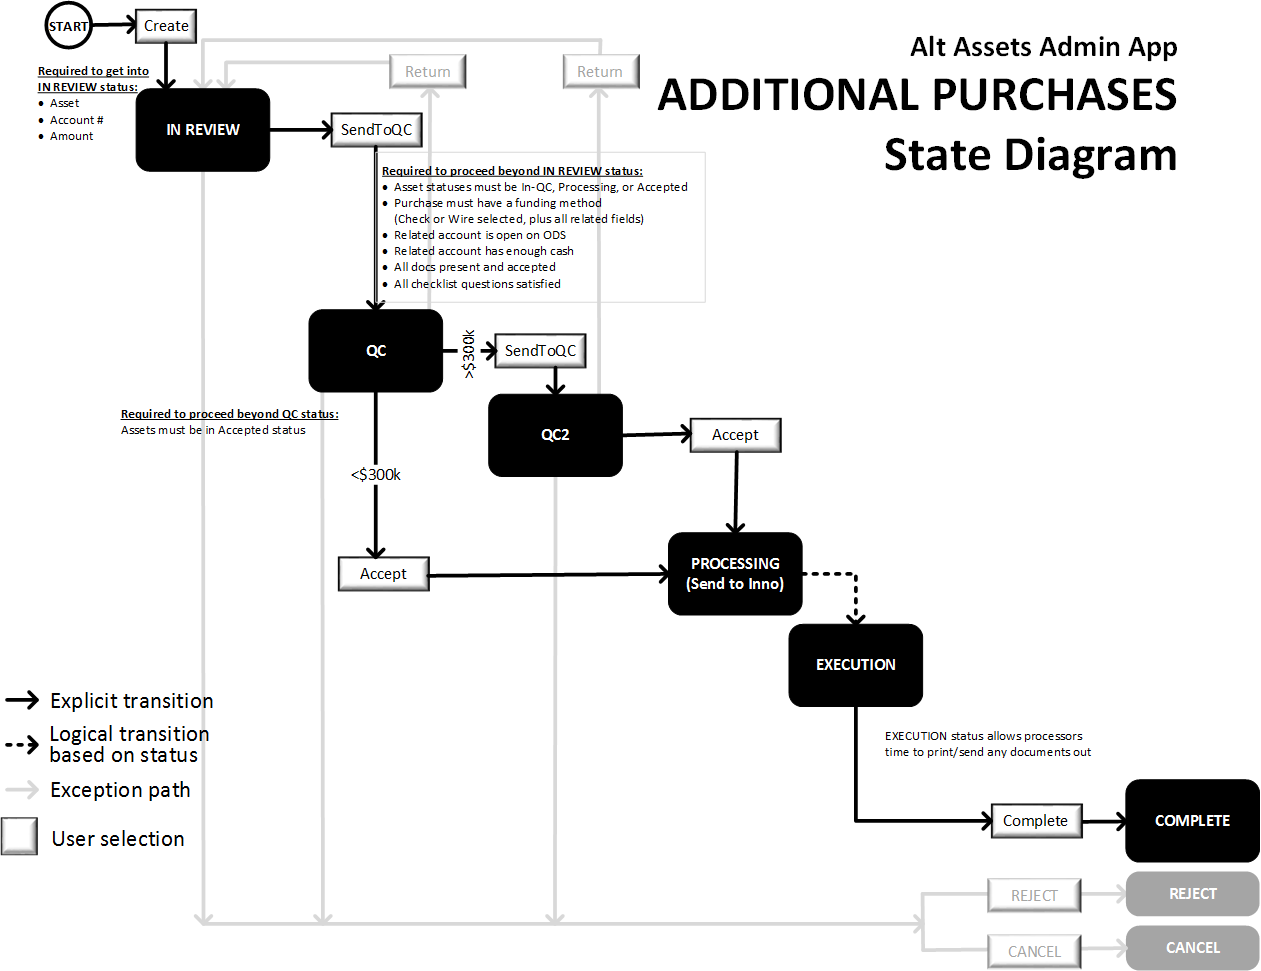 START
Create
Alt Assets Admin App
ADDITIONAL PURCHASES
State Diagram
Return
Return
Required to get into
IN REVIEW status:
• Asset
• Account #
• Amount
IN REVIEW
SendToQC
Required to proceed beyond IN REVIEW status:
• Asset statuses must be In-QC, Processing, or Accepted
• Purchase must have a funding method
(Check or Wire selected, plus all related fields)
• Related account is open on ODS
• Related account has enough cash
• All docs present and accepted
• All checklist questions satisfied
QC
>$300k
SendToQC
Required to proceed beyond QC status:
Assets must be in Accepted status
QC2
Accept
<$300k
Accept
PROCESSING
(Send to Inno)
EXECUTION
EXECUTION status allows processors
time to print/send any documents out
Complete
COMPLETE
REJECT
REJECT
CANCEL
CANCEL
Explicit transition
Logical transition
based on status
Exception path
User selection